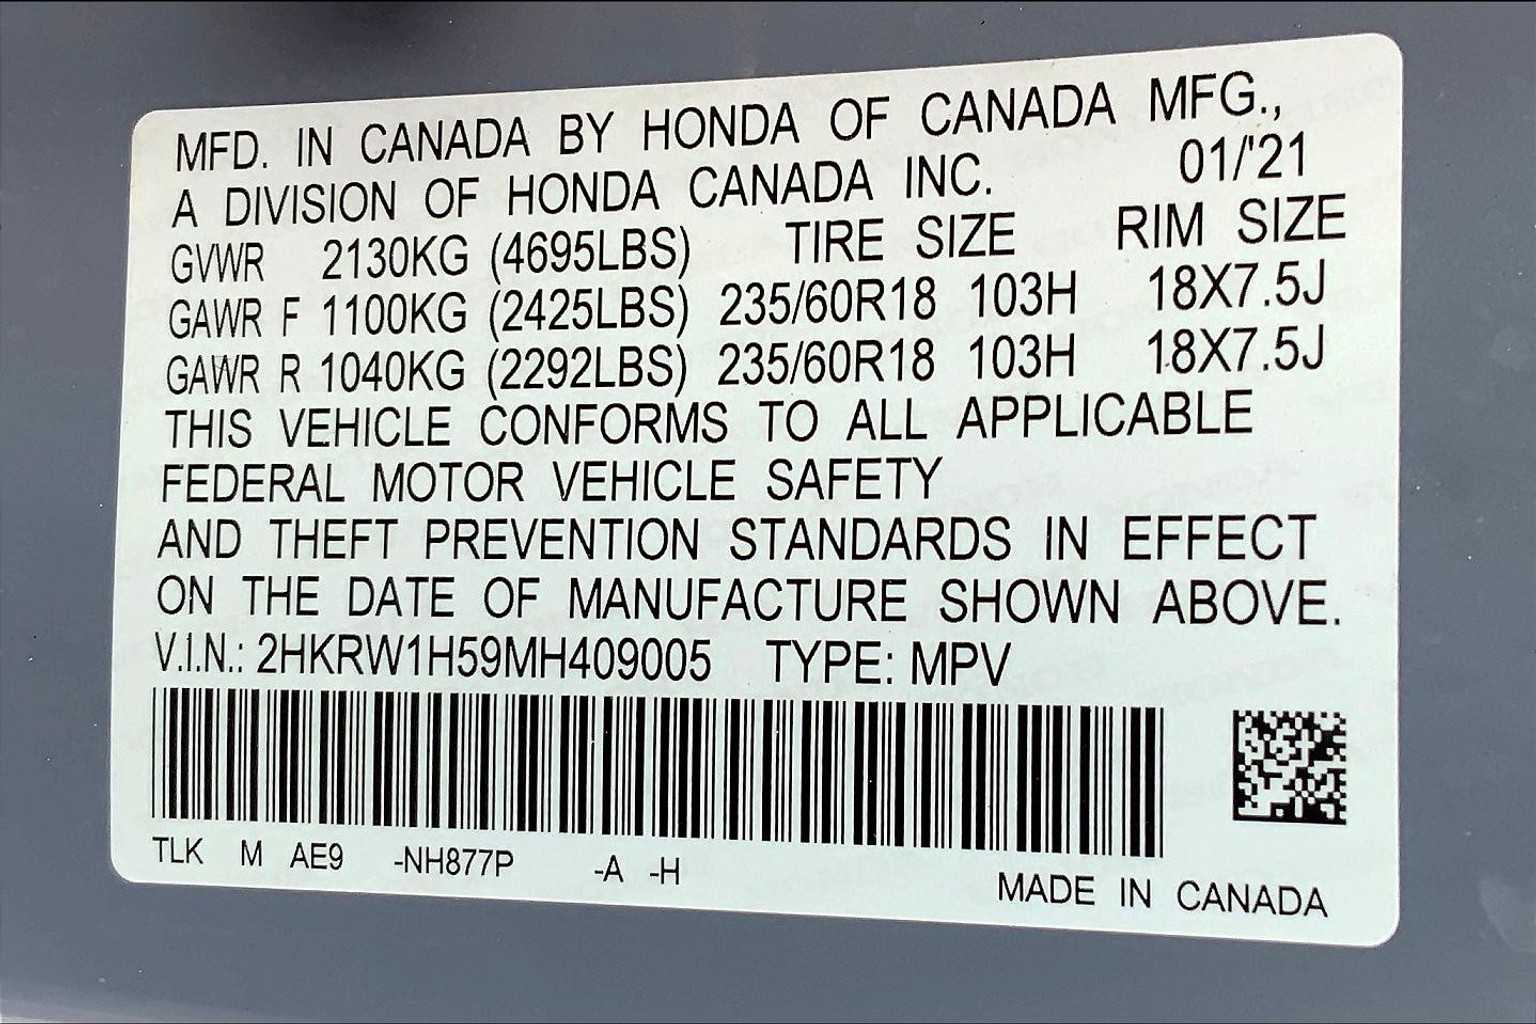 MFD. IN CANADA BY HONDA OF CANADA MFG.,
A DIVISION OF HONDA CANADA INC. 01/'21
GVWR 2130KG (4695LBS) TIRE SIZE RIM SIZE
GAWR F 1100KG (2425LBS) 235/60R18 103H 18X7.5J
GAWR R 1040KG (2292LBS) 235/60R18 103H 18X7.5J
THIS VEHICLE CONFORMS TO ALL APPLICABLE
FEDERAL MOTOR VEHICLE SAFETY
AND THEFT PREVENTION STANDARDS IN EFFECT
ON THE DATE OF MANUFACTURE SHOWN ABOVE.
V.I.N.: 2HKRW1H59MH409005 TYPE: MPV
TLK M AE9 -NH877P -A -H
MADE IN CANADA